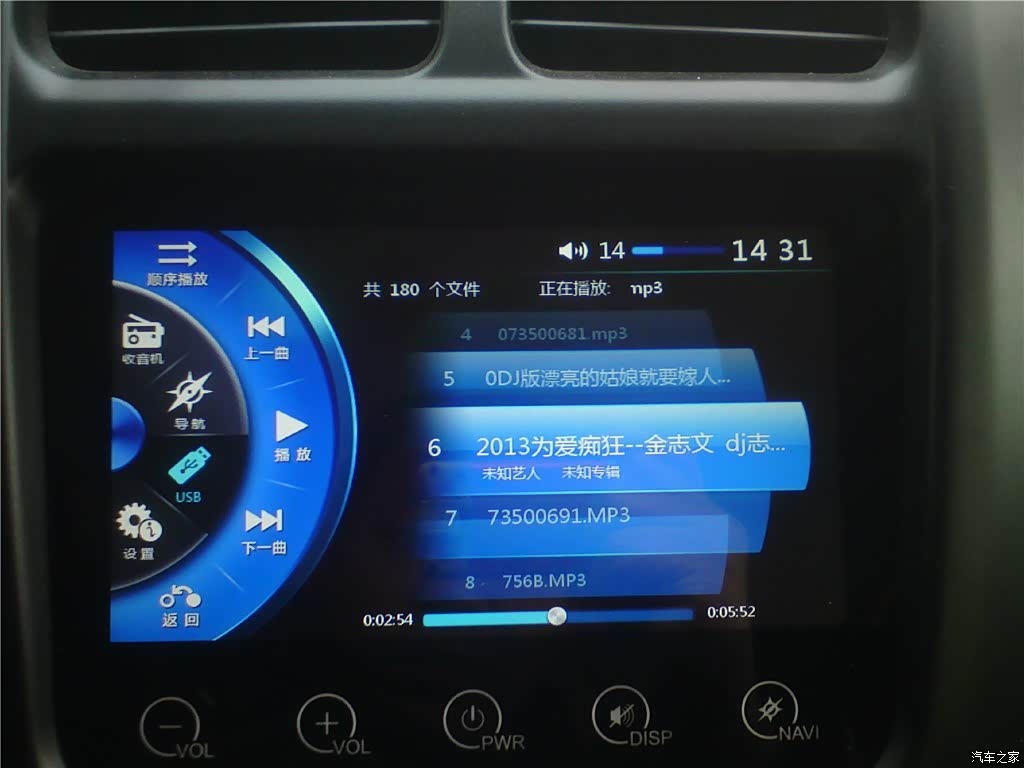 顺序播放
14
14 31
共 180 个文件
正在播放: mp3
收音机
上一曲
4 073500681.mp3
5 0DJ版漂亮的姑娘就要嫁人...
导航
播放
6 2013为爱痴狂--金志文 dj志...
未知艺人 未知专辑
USB
7 73500691.MP3
设置
下一曲
8 756B.MP3
返回
0:02:54
0:05:52
VOL
VOL
PWR
DISP
NAVI
汽车之家